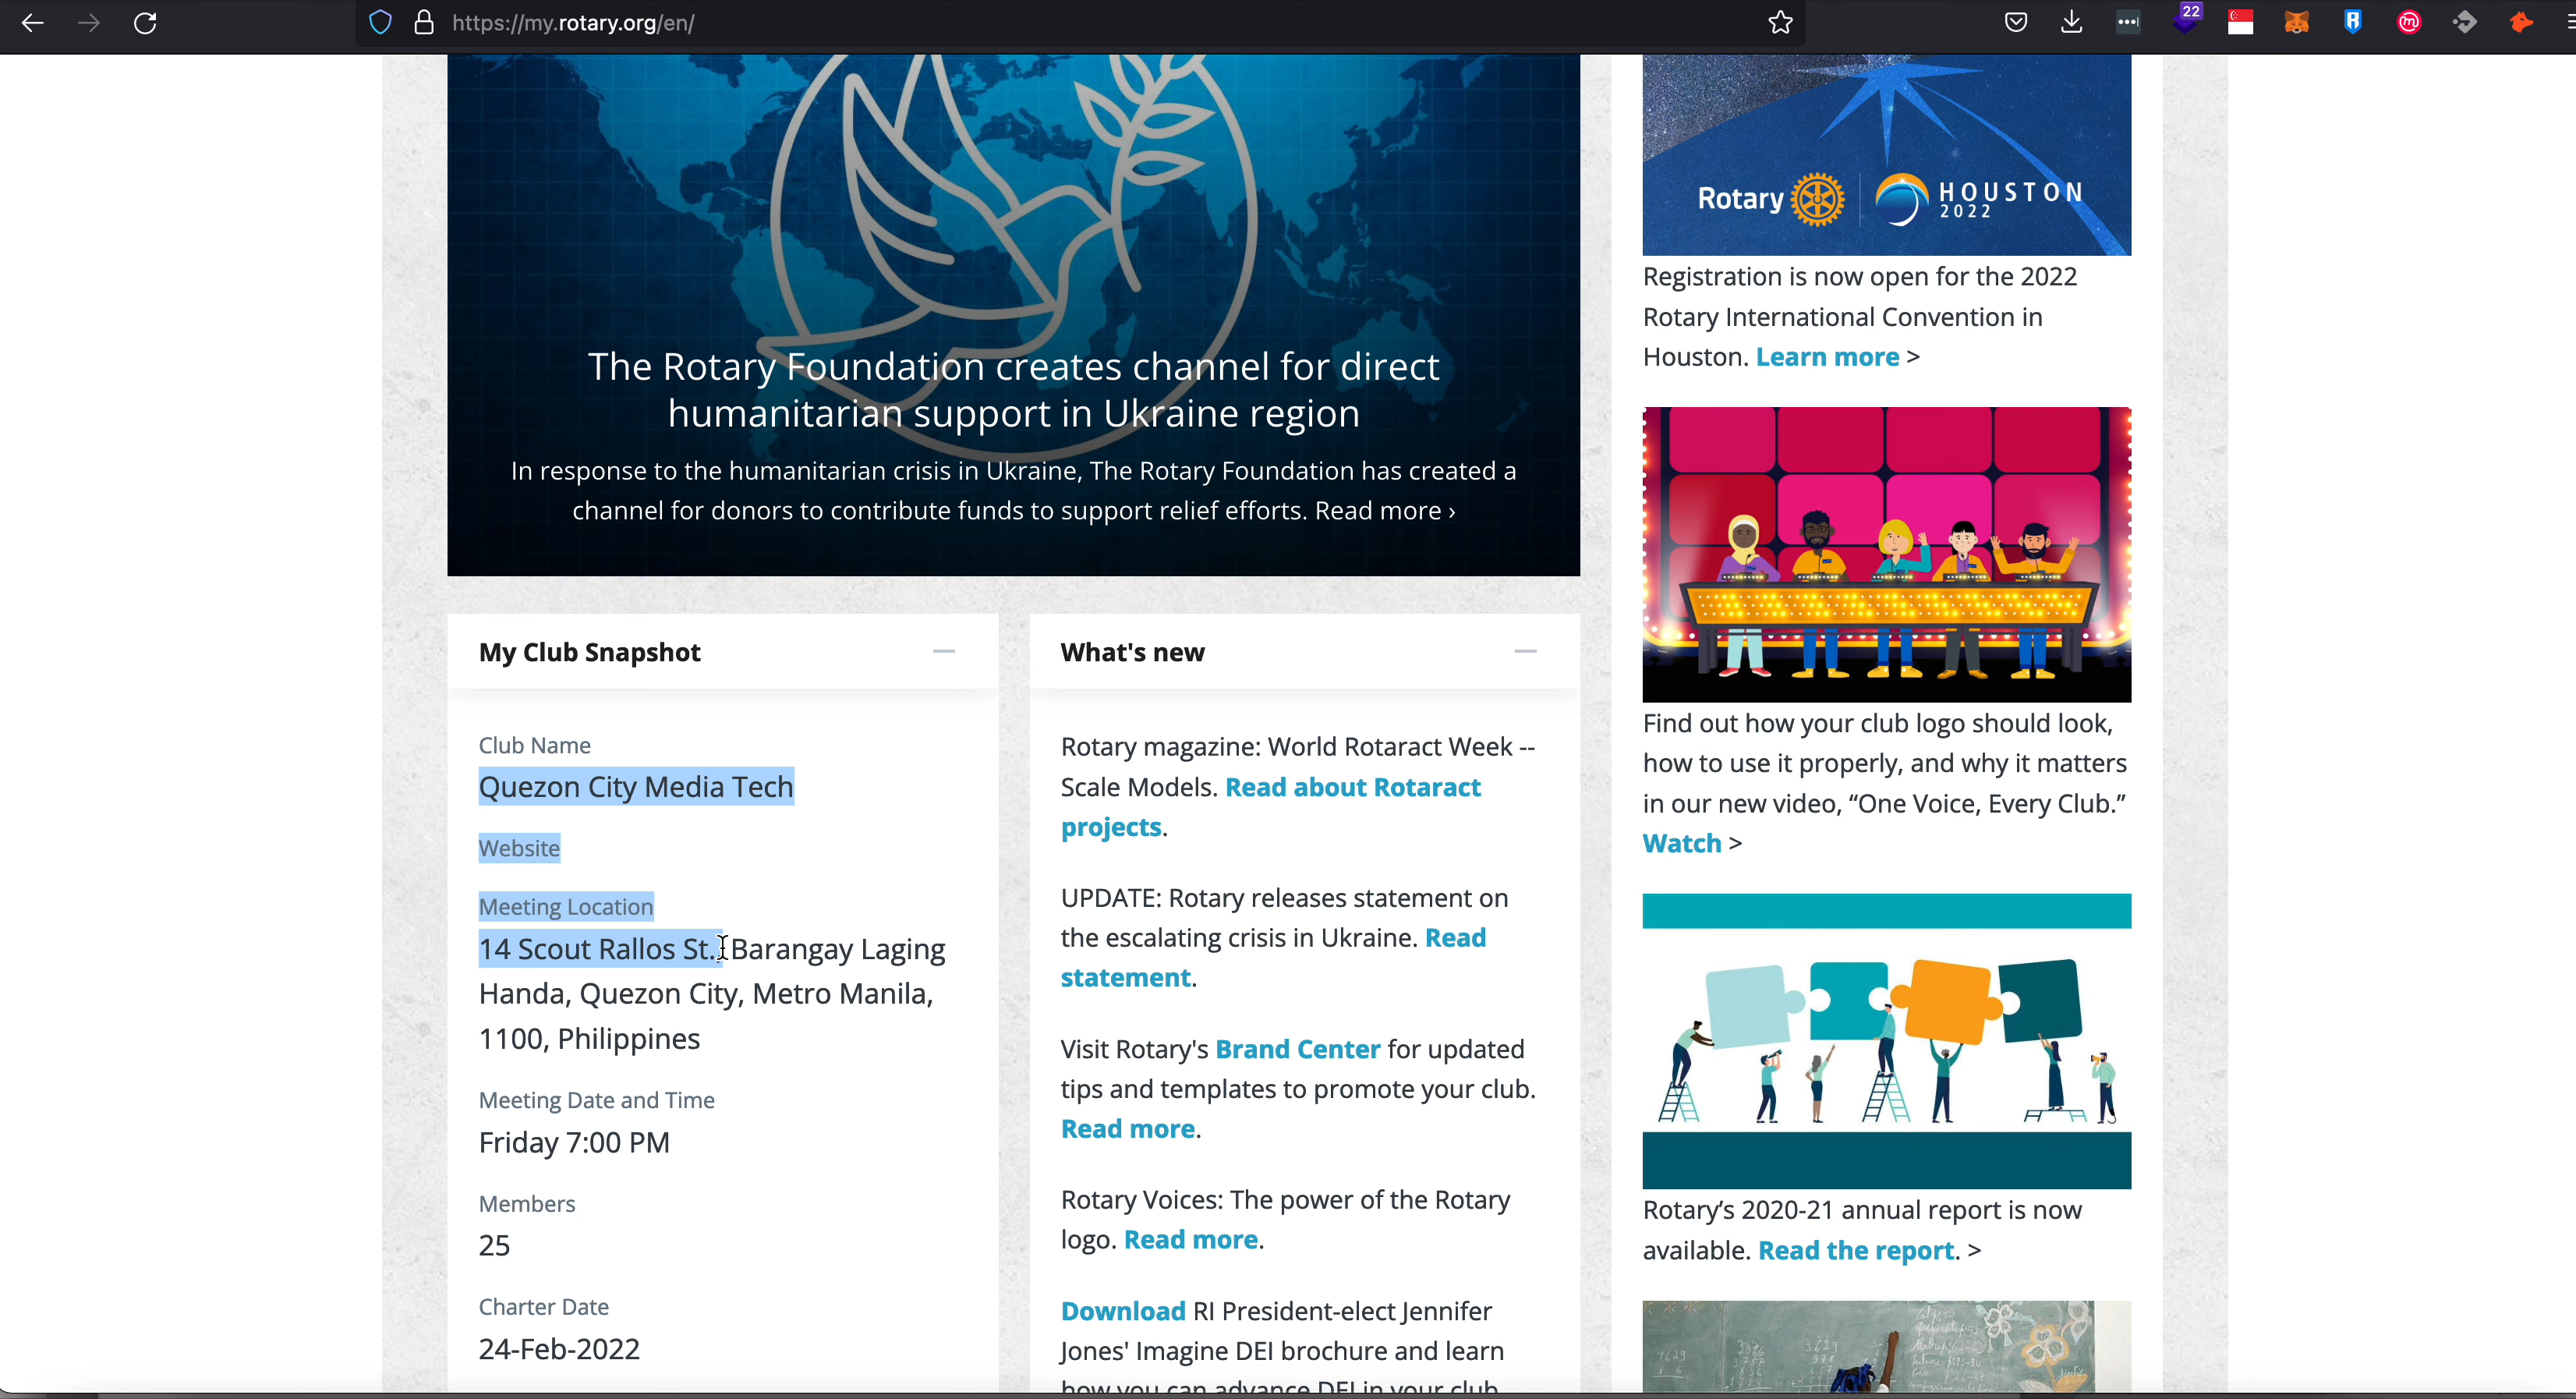 https://my.rotary.org/en/
22
The Rotary Foundation creates channel for direct
humanitarian support in Ukraine region
In response to the humanitarian crisis in Ukraine, The Rotary Foundation has created a
channel for donors to contribute funds to support relief efforts. Read more ›
My Club Snapshot
Club Name
Quezon City Media Tech
Website
Meeting Location
14 Scout Rallos St., Barangay Laging
Handa, Quezon City, Metro Manila,
1100, Philippines
Meeting Date and Time
Friday 7:00 PM
Members
25
Charter Date
24-Feb-2022
What's new
Rotary magazine: World Rotaract Week --
Scale Models. Read about Rotaract
projects.
UPDATE: Rotary releases statement on
the escalating crisis in Ukraine. Read
statement.
Visit Rotary's Brand Center for updated
tips and templates to promote your club.
Read more.
Rotary Voices: The power of the Rotary
logo. Read more.
Download RI President-elect Jennifer
Jones' Imagine DEI brochure and learn
how you can advance DEI in your club
Rotary
HOUSTON
2022
Registration is now open for the 2022
Rotary International Convention in
Houston. Learn more >
Find out how your club logo should look,
how to use it properly, and why it matters
in our new video, “One Voice, Every Club.”
Watch >
Rotary’s 2020-21 annual report is now
available. Read the report. >